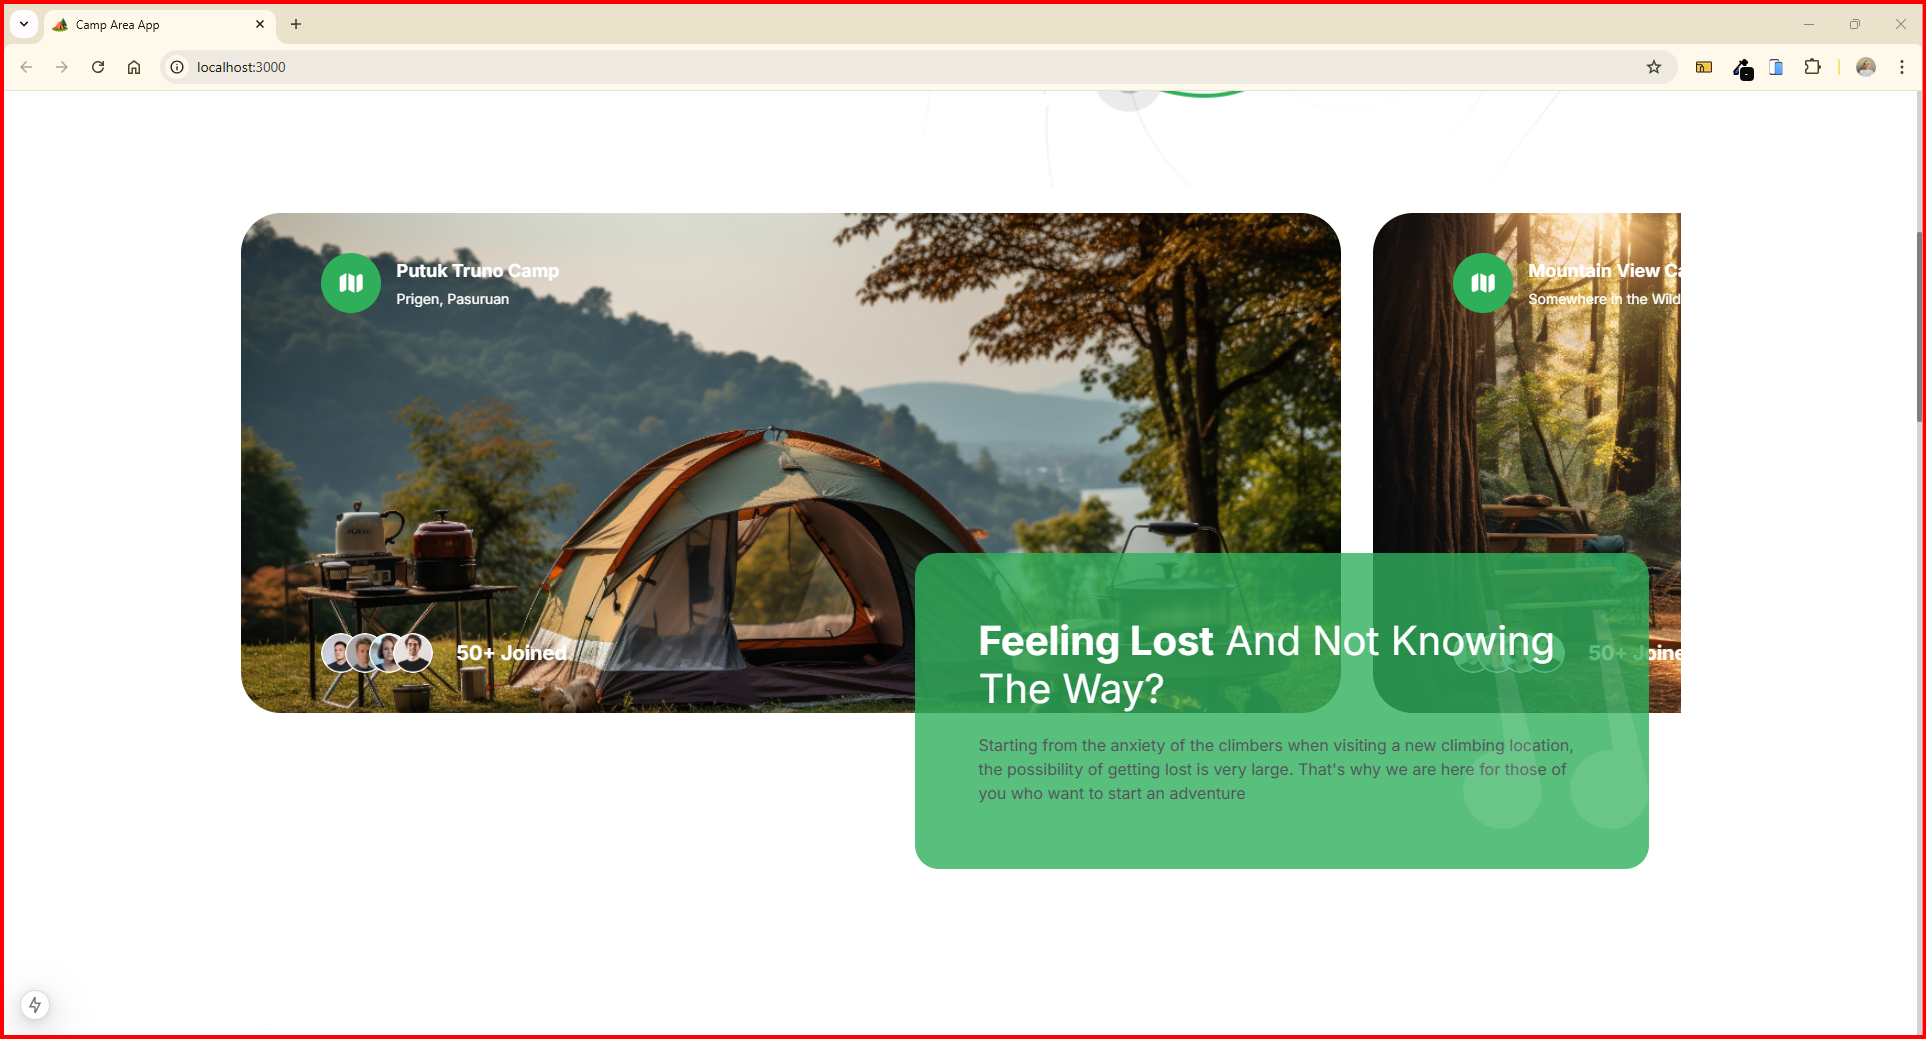 Camp Area App
localhost:3000
Putuk Truno Camp
Prigen, Pasuruan
Mountain View
Somewhere in the Wild
50+ Joined
50+
Feeling Lost And Not Knowing
The Way?
Starting from the anxiety of the climbers when visiting a new climbing location,
the possibility of getting lost is very large. That's why we are here for those of
you who want to start an adventure